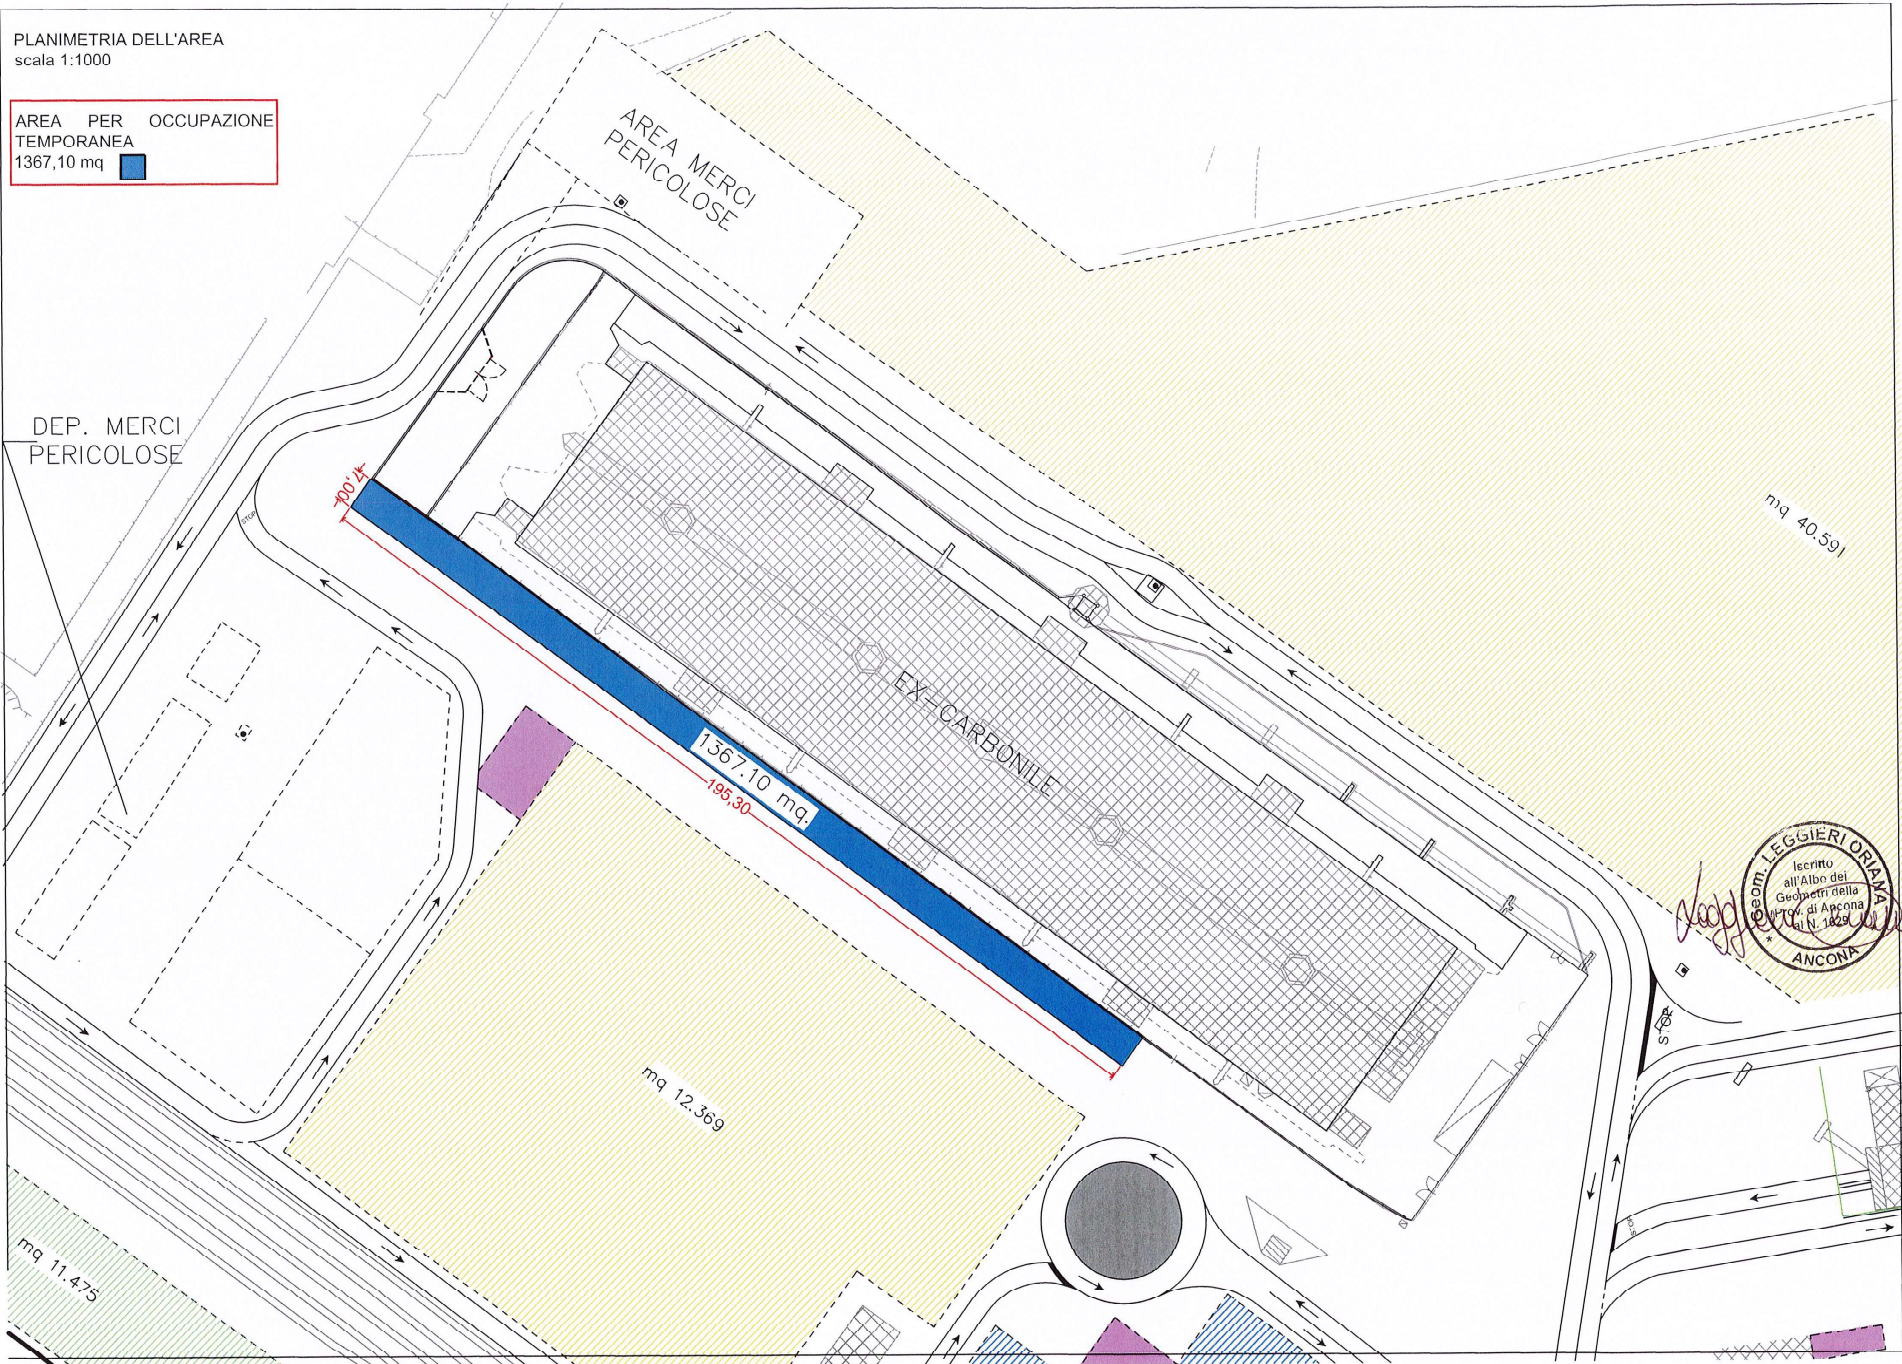 PLANIMETRIA DELL'AREA
scala 1:1000
AREA PER OCCUPAZIONE
TEMPORANEA
1367,10 mq
AREA MERCI
PERICOLOSE
DEP. MERCI
PERICOLOSE
7,00
STOP
mq 40.591
EX-CARBONILE
1367.10 mq.
195,30
Geom. LEGGIERI ORIANA
Iscritto
all'Albo dei
Geometri della
Prov. di Ancona
al N. 1629
* ANCONA
STOP
mq 12.369
STOP
mq 11.475